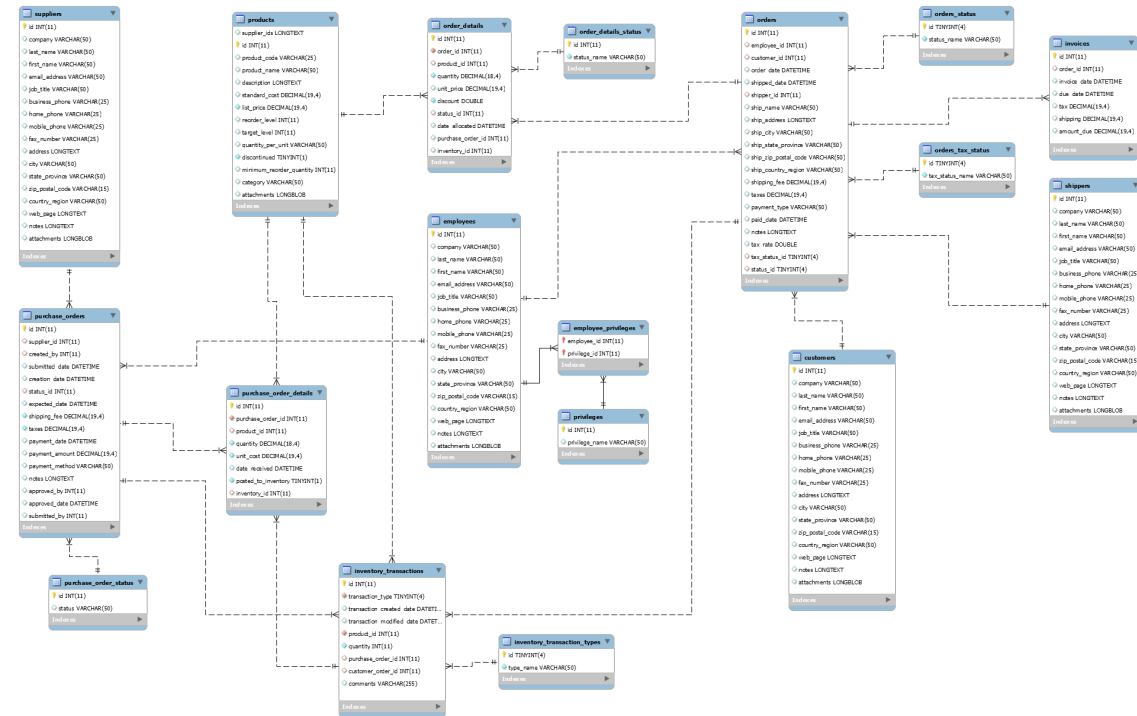 suppliers
id INT(11)
company VARCHAR(50)
last_name VARCHAR(50)
first_name VARCHAR(50)
email_address VARCHAR(50)
job_title VARCHAR(50)
business_phone VARCHAR(25)
home_phone VARCHAR(25)
mobile_phone VARCHAR(25)
fax_number VARCHAR(25)
address LONGTEXT
city VARCHAR(50)
state_province VARCHAR(50)
zip_postal_code VARCHAR(15)
country_region VARCHAR(50)
web_page LONGTEXT
notes LONGTEXT
attachments LONGBLOB
Indexes
products
supplier_ids LONGTEXT
id INT(11)
product_code VARCHAR(25)
product_name VARCHAR(50)
description LONGTEXT
standard_cost DECIMAL(19,4)
list_price DECIMAL(19,4)
reorder_level INT(11)
target_level INT(11)
quantity_per_unit VARCHAR(50)
discontinued TINYINT(1)
minimum_reorder_quantity INT(11)
category VARCHAR(50)
attachments LONGBLOB
Indexes
order_details
id INT(11)
order_id INT(11)
product_id INT(11)
quantity DECIMAL(18,4)
unit_price DECIMAL(19,4)
discount DOUBLE
status_id INT(11)
date_allocated DATETIME
purchase_order_id INT(11)
inventory_id INT(11)
Indexes
order_details_status
id INT(11)
status_name VARCHAR(50)
Indexes
orders
id INT(11)
employee_id INT(11)
customer_id INT(11)
order_date DATETIME
shipped_date DATETIME
shipper_id INT(11)
ship_name VARCHAR(50)
ship_address LONGTEXT
ship_city VARCHAR(50)
ship_state_province VARCHAR(50)
ship_zip_postal_code VARCHAR(50)
ship_country_region VARCHAR(50)
shipping_fee DECIMAL(19,4)
taxes DECIMAL(19,4)
payment_type VARCHAR(50)
paid_date DATETIME
notes LONGTEXT
tax_rate DOUBLE
tax_status_id TINYINT(4)
status_id TINYINT(4)
Indexes
orders_status
id TINYINT(4)
status_name VARCHAR(50)
Indexes
invoices
id INT(11)
order_id INT(11)
invoice_date DATETIME
due_date DATETIME
tax DECIMAL(19,4)
shipping DECIMAL(19,4)
amount_due DECIMAL(19,4)
Indexes
orders_tax_status
id TINYINT(4)
tax_status_name VARCHAR(50)
Indexes
shippers
id INT(11)
company VARCHAR(50)
last_name VARCHAR(50)
first_name VARCHAR(50)
email_address VARCHAR(50)
job_title VARCHAR(50)
business_phone VARCHAR(25
home_phone VARCHAR(25)
mobile_phone VARCHAR(25)
fax_number VARCHAR(25)
address LONGTEXT
city VARCHAR(50)
state_province VARCHAR(50)
zip_postal_code VARCHAR(15
country_region VARCHAR(50)
web_page LONGTEXT
notes LONGTEXT
attachments LONGBLOB
Indexes
employees
id INT(11)
company VARCHAR(50)
last_name VARCHAR(50)
first_name VARCHAR(50)
email_address VARCHAR(50)
job_title VARCHAR(50)
business_phone VARCHAR(25)
home_phone VARCHAR(25)
mobile_phone VARCHAR(25)
fax_number VARCHAR(25)
address LONGTEXT
city VARCHAR(50)
state_province VARCHAR(50)
zip_postal_code VARCHAR(15)
country_region VARCHAR(50)
web_page LONGTEXT
notes LONGTEXT
attachments LONGBLOB
Indexes
purchase_orders
id INT(11)
supplier_id INT(11)
created_by INT(11)
submitted_date DATETIME
creation_date DATETIME
status_id INT(11)
expected_date DATETIME
shipping_fee DECIMAL(19,4)
taxes DECIMAL(19,4)
payment_date DATETIME
payment_amount DECIMAL(19,4)
payment_method VARCHAR(50)
notes LONGTEXT
approved_by INT(11)
approved_date DATETIME
submitted_by INT(11)
Indexes
employee_privileges
employee_id INT(11)
privilege_id INT(11)
Indexes
privileges
id INT(11)
privilege_name VARCHAR(50)
Indexes
customers
id INT(11)
company VARCHAR(50)
last_name VARCHAR(50)
first_name VARCHAR(50)
email_address VARCHAR(50)
job_title VARCHAR(50)
business_phone VARCHAR(25)
home_phone VARCHAR(25)
mobile_phone VARCHAR(25)
fax_number VARCHAR(25)
address LONGTEXT
city VARCHAR(50)
state_province VARCHAR(50)
zip_postal_code VARCHAR(15)
country_region VARCHAR(50)
web_page LONGTEXT
notes LONGTEXT
attachments LONGBLOB
Indexes
purchase_order_details
id INT(11)
purchase_order_id INT(11)
product_id INT(11)
quantity DECIMAL(18,4)
unit_cost DECIMAL(19,4)
date_received DATETIME
posted_to_inventory TINYINT(1)
inventory_id INT(11)
Indexes
purchase_order_status
id INT(11)
status VARCHAR(50)
Indexes
inventory_transactions
id INT(11)
transaction_type TINYINT(4)
transaction_created_date DATETI...
transaction_modified_date DATET...
product_id INT(11)
quantity INT(11)
purchase_order_id INT(11)
customer_order_id INT(11)
comments VARCHAR(255)
Indexes
inventory_transaction_types
id TINYINT(4)
type_name VARCHAR(50)
Indexes